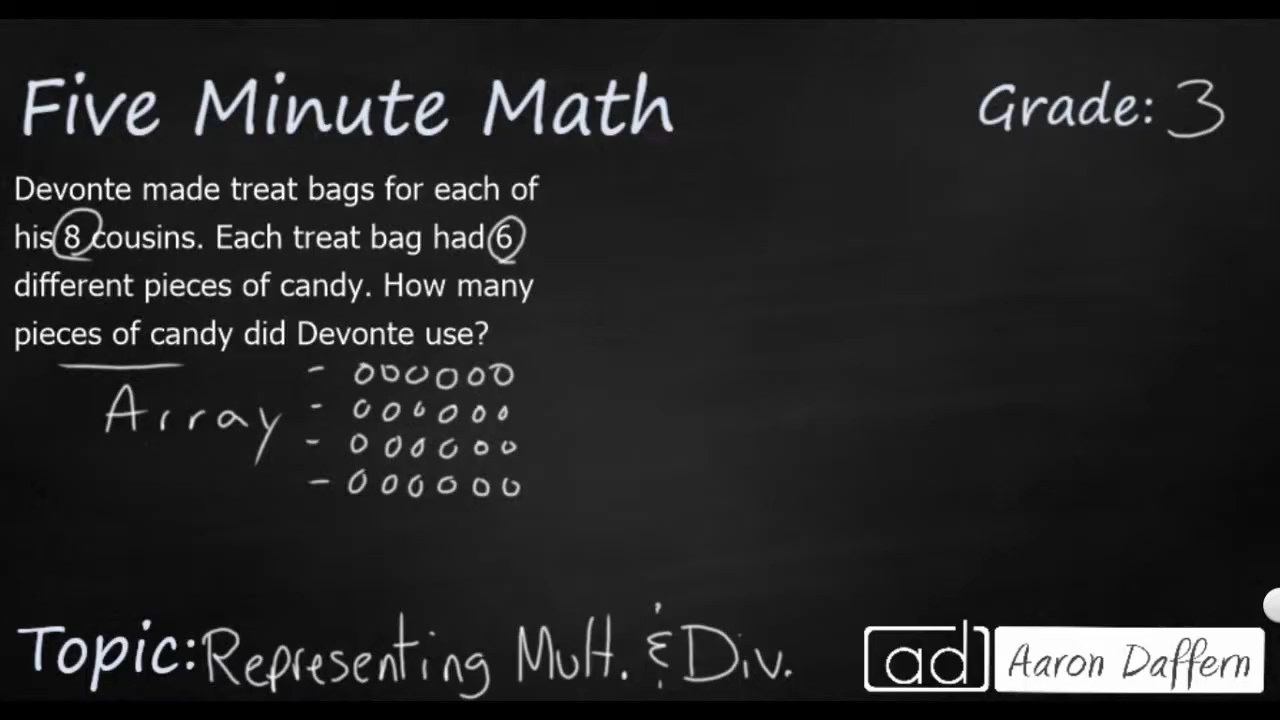 Five Minute Math
Grade: 3
Devonte made treat bags for each of
his 8 cousins. Each treat bag had 6
different pieces of candy. How many
pieces of candy did Devonte use?
Array
Topic: Representing Mult. & Div.
ad Aaron Daffern